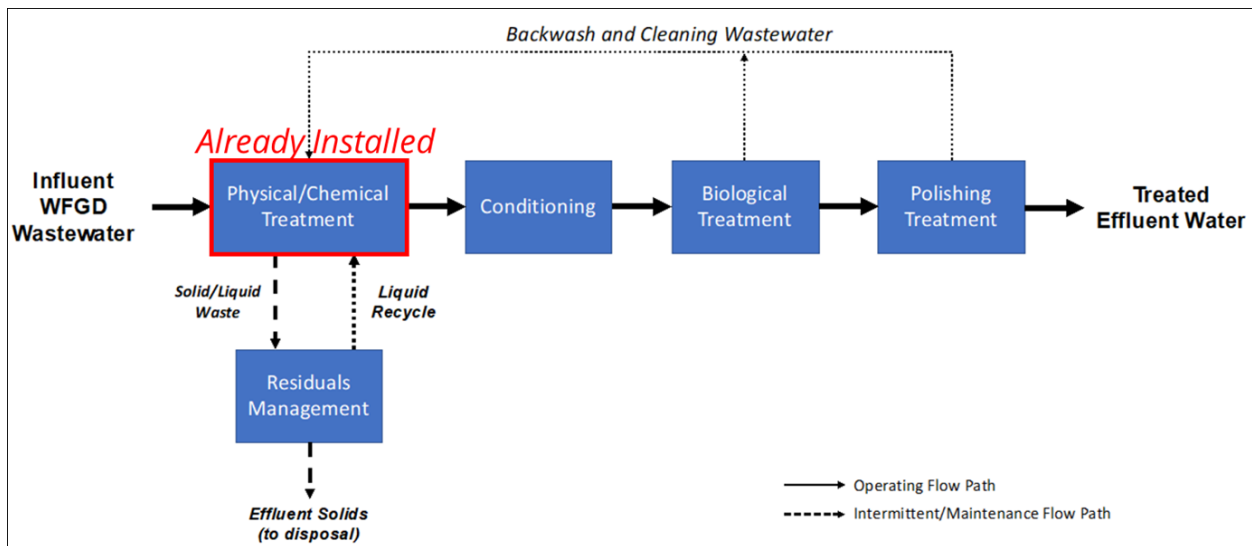 Backwash and Cleaning Wastewater
Already Installed
Influent
WFGD
Wastewater
Physical/Chemical
Treatment
Conditioning
Biological
Treatment
Polishing
Treatment
Treated
Effluent Water
Solid/Liquid
Waste
Liquid
Recycle
Residuals
Management
Effluent Solids
(to disposal)
Operating Flow Path
Intermittent/Maintenance Flow Path